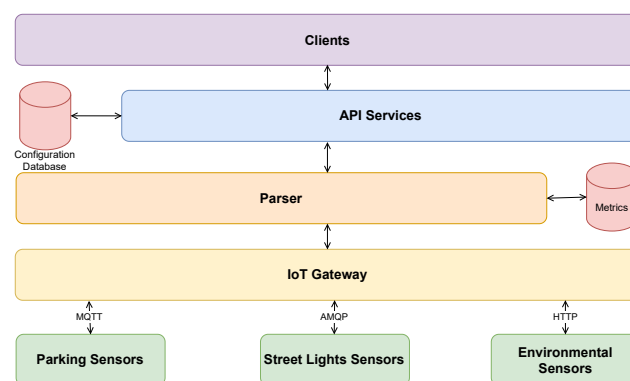 Clients
API Services
Configuration
Database
Parser
Metrics
IoT Gateway
MQTT
AMQP
HTTP
Parking Sensors
Street Lights Sensors
Environmental
Sensors